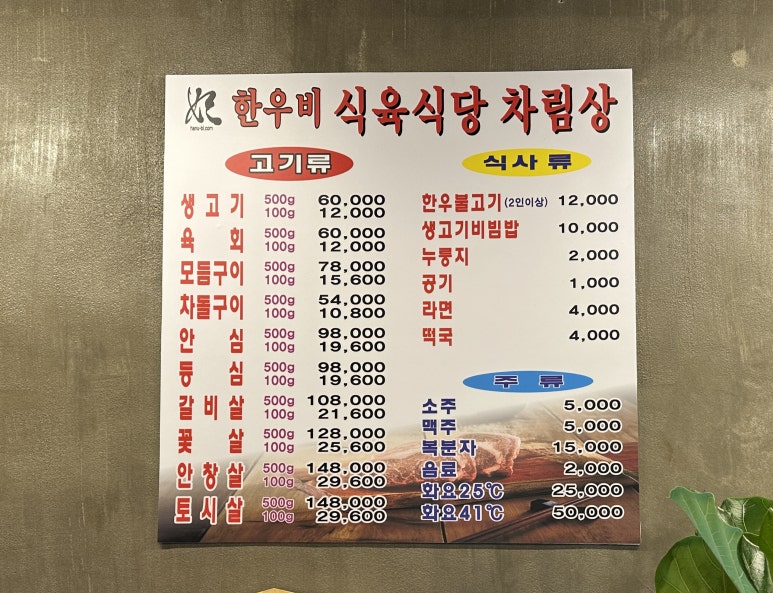 妃 한우비 식육식당 차림상
hanu-bi.com
고기류
생고기 500g 60,000
100g 12,000
육회 500g 60,000
100g 12,000
모듬구이 500g 78,000
100g 15,600
차돌구이 500g 54,000
100g 10,800
안심 500g 98,000
100g 19,600
등심 500g 98,000
100g 19,600
갈비살 500g 108,000
100g 21,600
꽃살 500g 128,000
100g 25,600
안창살 500g 148,000
100g 29,600
토시살 500g 148,000
100g 29,600
식사류
한우불고기(2인이상) 12,000
생고기비빔밥 10,000
누룽지 2,000
공기 1,000
라면 4,000
떡국 4,000
주류
소주 5,000
맥주 5,000
복분자 15,000
음료 2,000
화요25℃ 25,000
화요41℃ 50,000